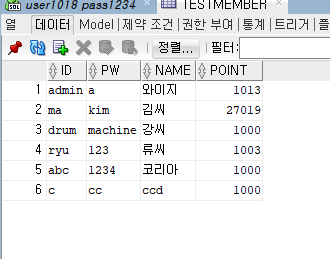 user1018 pass1234 TESTMEMBER
열 데이터 Model 제약 조건 권한 부여 통계 트리거 플
정렬... 필터:
ID PW NAME POINT
1 admin a 와이지 1013
2 ma kim 김씨 27019
3 drum machine 강씨 1000
4 ryu 123 류씨 1003
5 abc 1234 코리아 1000
6 c cc ccd 1000